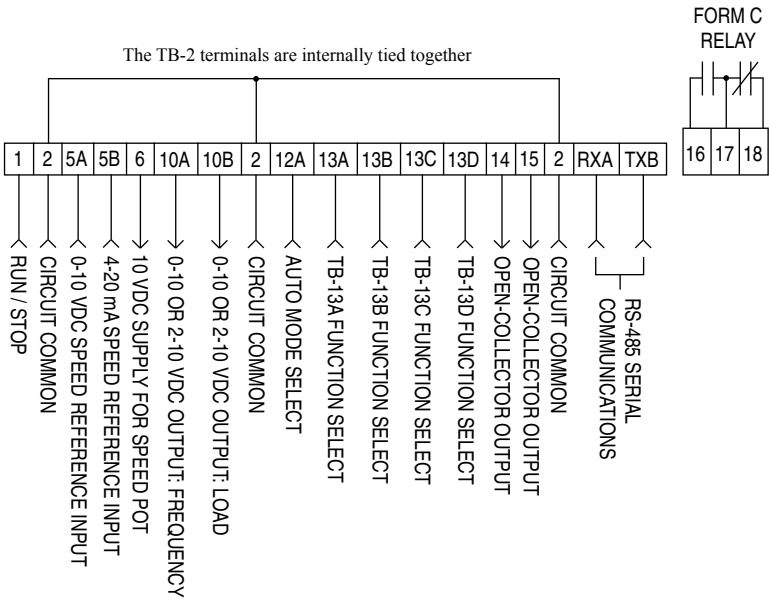 FORM C
RELAY
The TB-2 terminals are internally tied together
1 2 5A 5B 6 10A 10B 2 12A 13A 13B 13C 13D 14 15 2 RXA TXB
16 17 18
RUN / STOP
CIRCUIT COMMON
0-10 VDC SPEED REFERENCE INPUT
4-20 mA SPEED REFERENCE INPUT
10 VDC SUPPLY FOR SPEED POT
0-10 OR 2-10 VDC OUTPUT: FREQUENCY
0-10 OR 2-10 VDC OUTPUT: LOAD
CIRCUIT COMMON
AUTO MODE SELECT
TB-13A FUNCTION SELECT
TB-13B FUNCTION SELECT
TB-13C FUNCTION SELECT
TB-13D FUNCTION SELECT
OPEN-COLLECTOR OUTPUT
OPEN-COLLECTOR OUTPUT
CIRCUIT COMMON
RS-485 SERIAL
COMMUNICATIONS